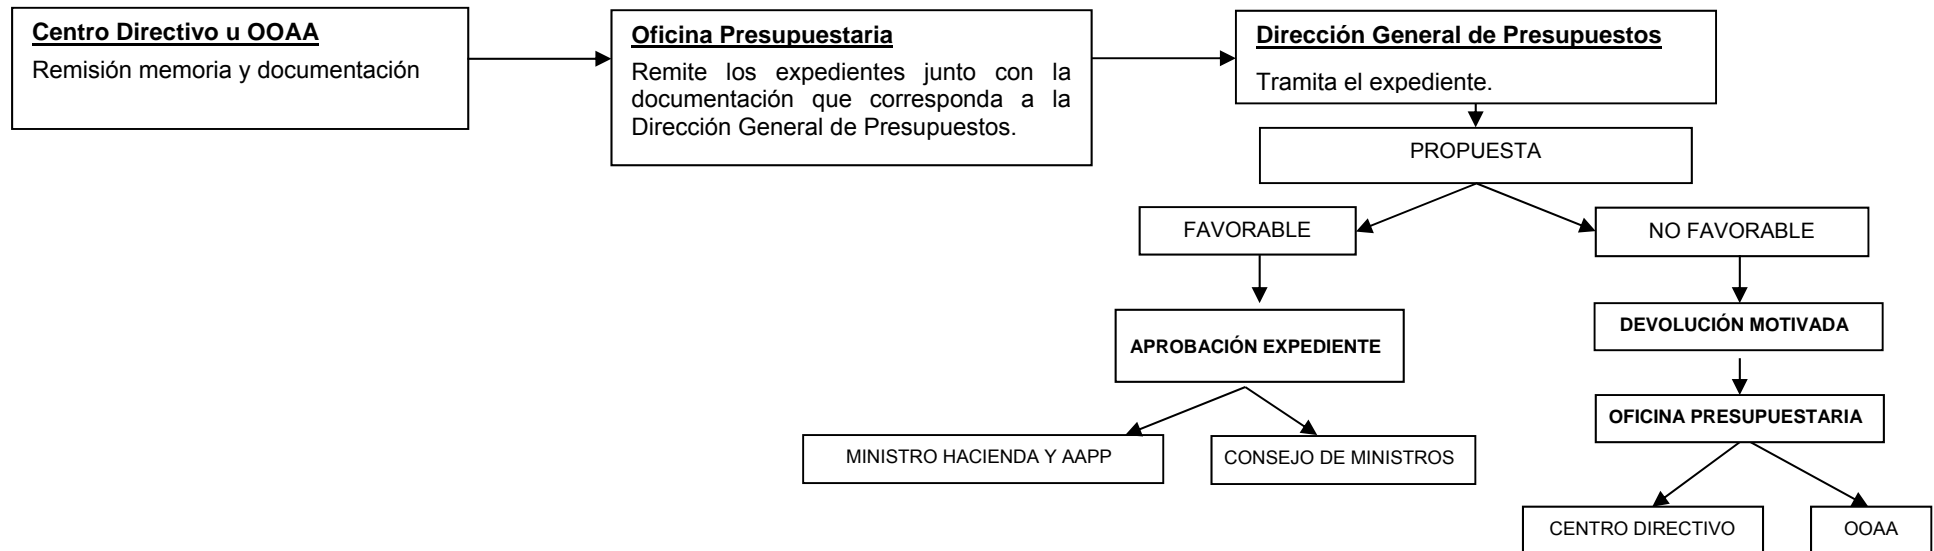 Centro Directivo u OOAA
Remisión memoria y documentación
Oficina Presupuestaria
Remite los expedientes junto con la
documentación que corresponda a la
Dirección General de Presupuestos.
Dirección General de Presupuestos
Tramita el expediente.
PROPUESTA
FAVORABLE
NO FAVORABLE
APROBACIÓN EXPEDIENTE
DEVOLUCIÓN MOTIVADA
OFICINA PRESUPUESTARIA
MINISTRO HACIENDA Y AAPP
CONSEJO DE MINISTROS
CENTRO DIRECTIVO
OOAA